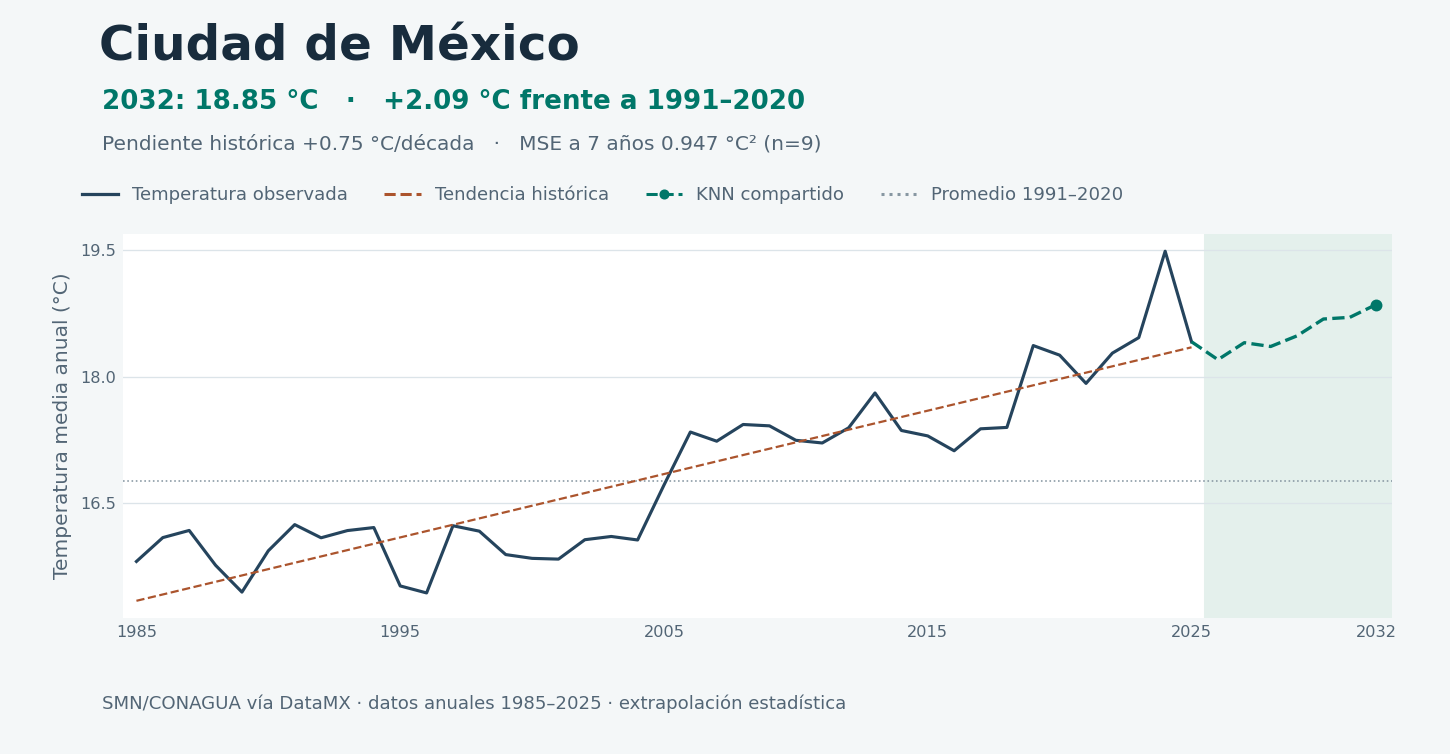 Ciudad de México
2032: 18.85 °C · +2.09 °C frente a 1991–2020
Pendiente histórica +0.75 °C/década · MSE a 7 años 0.947 °C² (n=9)
Temperatura observada Tendencia histórica KNN compartido Promedio 1991–2020
Temperatura media anual (°C)
19.5
18.0
16.5
1985 1995 2005 2015 2025 2032
SMN/CONAGUA vía DataMX · datos anuales 1985–2025 · extrapolación estadística